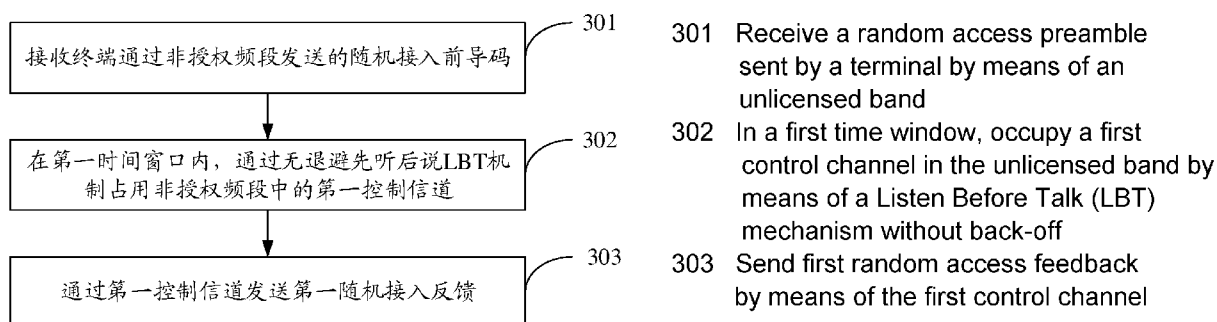 接收终端通过非授权频段发送的随机接入前导码
301
在第一时间窗口内，通过无退避先听后说LBT机
制占用非授权频段中的第一控制信道
302
通过第一控制信道发送第一随机接入反馈
303
301 Receive a random access preamble
sent by a terminal by means of an
unlicensed band
302 In a first time window, occupy a first
control channel in the unlicensed band by
means of a Listen Before Talk (LBT)
mechanism without back-off
303 Send first random access feedback
by means of the first control channel